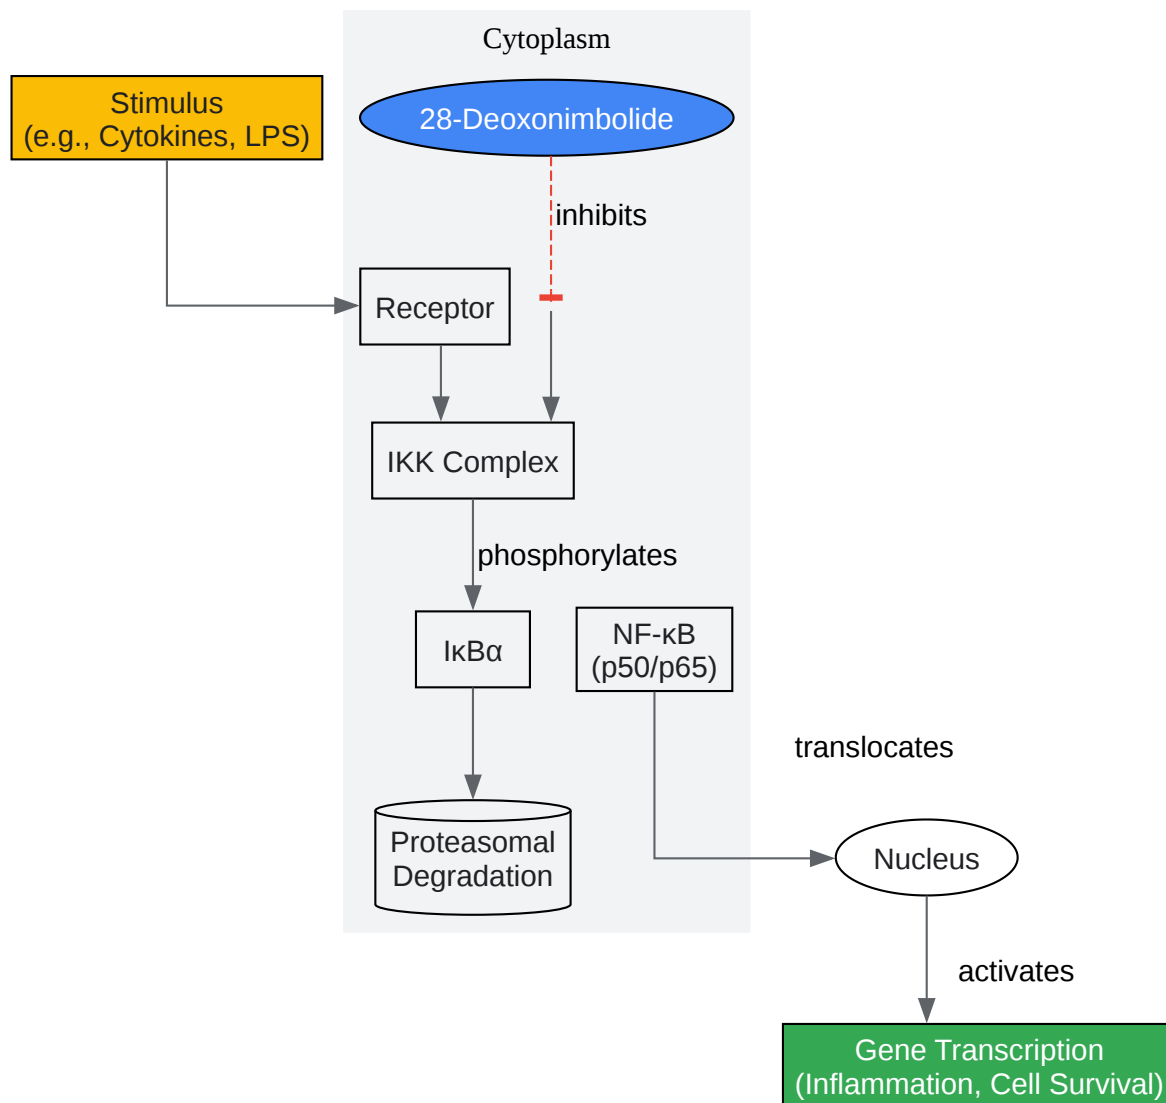 Cytoplasm
Stimulus
(e.g., Cytokines, LPS)
28-Deoxonimbolide
inhibits
Receptor
IKK Complex
phosphorylates
IκBα
NF-κB
(p50/p65)
translocates
Proteasomal
Degradation
Nucleus
activates
Gene Transcription
(Inflammation, Cell Survival)